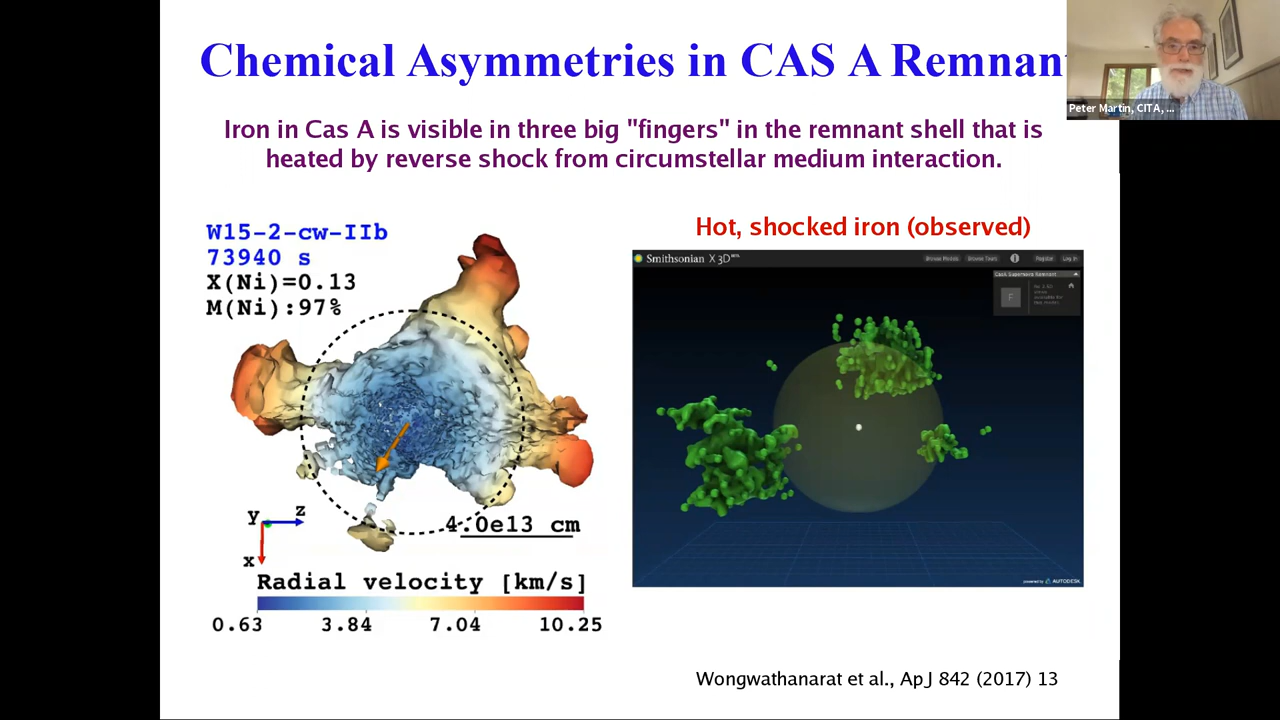 Chemical Asymmetries in CAS A Remnant
Peter Martin, CITA, ...
Iron in Cas A is visible in three big "fingers" in the remnant shell that is
heated by reverse shock from circumstellar medium interaction.
W15-2-cw-IIb
73940 s
X(Ni)=0.13
M(Ni):97%
y z
x
4.0e13 cm
Radial velocity [km/s]
0.63 3.84 7.04 10.25
Hot, shocked iron (observed)
Smithsonian X 3D BETA Browse Models Browse Tours i Register Log In
CasA Supernova Remnant
F
powered by AUTODESK
Wongwathanarat et al., ApJ 842 (2017) 13